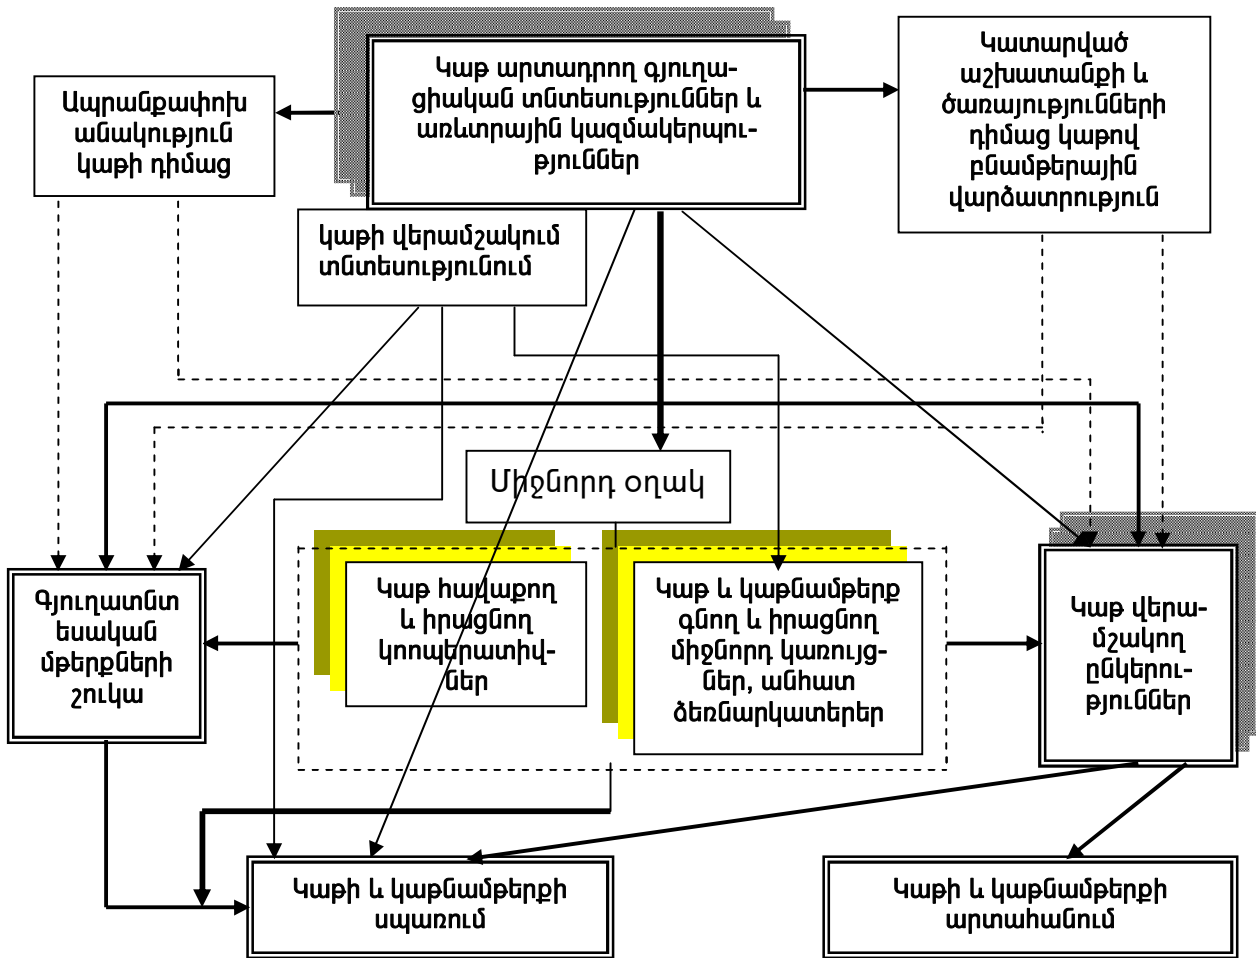 Կաթ արտադրող գյուղա-
ցիական տնտեսություններ և
առևտրային կազմակերպու-
թյուններ
Կատարված
աշխատանքի և
ծառայությունների
դիմաց կաթով
բնամթերային
վարձատրություն
Ապրանքափոխ
անակություն
կաթի դիմաց
կաթի վերամշակում
տնտեսությունում
Միջնորդ օղակ
Գյուղատնտ
եսական
մթերքների
շուկա
Կաթ հավաքող
և իրացնող
կոոպերատիվ-
ներ
Կաթ և կաթնամթերք
գնող և իրացնող
միջնորդ կառույց-
ներ, անհատ
ձեռնարկատերեր
Կաթ վերա-
մշակող
ընկերու-
թյուններ
Կաթի և կաթնամթերքի
սպառում
Կաթի և կաթնամթերքի
արտահանում